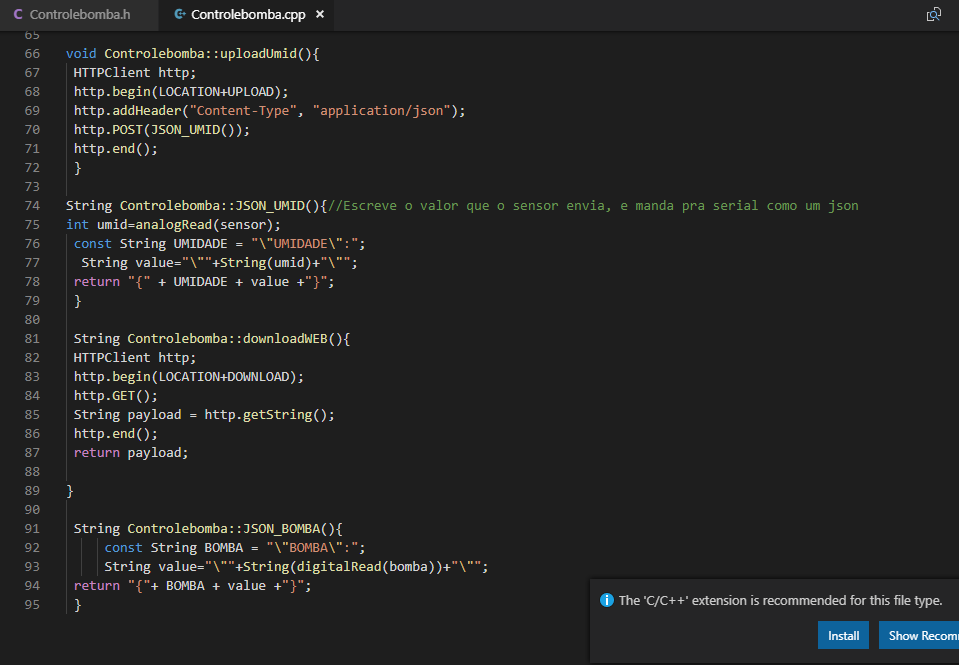 Controlebomba.h
Controlebomba.cpp
65
66 void Controlebomba::uploadUmid(){
67 HTTPClient http;
68 http.begin(LOCATION+UPLOAD);
69 http.addHeader("Content-Type", "application/json");
70 http.POST(JSON_UMID());
71 http.end();
72 }
73
74 String Controlebomba::JSON_UMID(){//Escreve o valor que o sensor envia, e manda pra serial como um json
75 int umid=analogRead(sensor);
76 const String UMIDADE = "\"UMIDADE\":";
77 String value="\""+String(umid)+"\"";
78 return "{" + UMIDADE + value +"}";
79 }
80
81 String Controlebomba::downloadWEB(){
82 HTTPClient http;
83 http.begin(LOCATION+DOWNLOAD);
84 http.GET();
85 String payload = http.getString();
86 http.end();
87 return payload;
88
89 }
90
91 String Controlebomba::JSON_BOMBA(){
92 const String BOMBA = "\"BOMBA\":";
93 String value="\""+String(digitalRead(bomba))+"\"";
94 return "{"+ BOMBA + value +"}";
95 }
The 'C/C++' extension is recommended for this file type.
Install
Show Recom